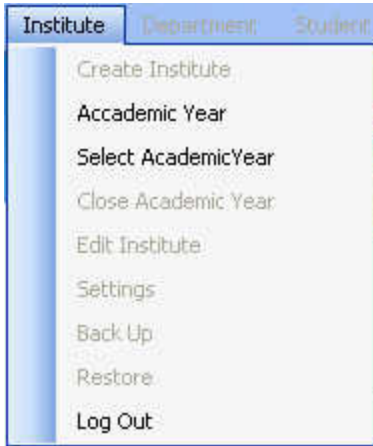 Institute Department Student
Create Institute
Accademic Year
Select AcademicYear
Close Academic Year
Edit Institute
Settings
Back Up
Restore
Log Out